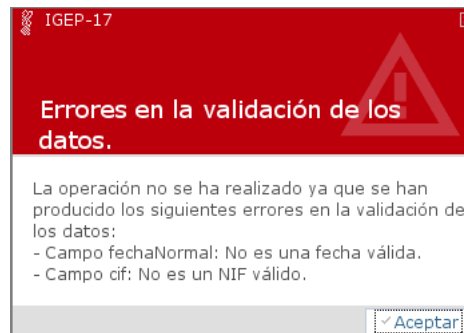 IGEP-17
Errores en la validación de los
datos.
La operación no se ha realizado ya que se han
producido los siguientes errores en la validación de
los datos:
- Campo fechaNormal: No es una fecha válida.
- Campo cif: No es un NIF válido.
Aceptar